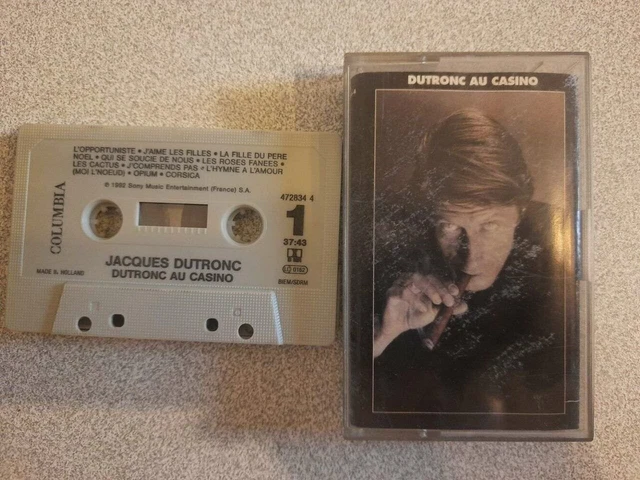 L'OPPORTUNISTE • J'AIME LES FILLES • LA FILLE DU PERE
NOEL • QUI SE SOUCIE DE NOUS • LES ROSES FANEES •
LES CACTUS • J'COMPRENDS PAS • L'HYMNE A L'AMOUR
(MOI L'NOEUD) • OPIUM • CORSICA
℗ 1992 Sony Music Entertainment (France) S.A.
472834 4
COLUMBIA
1
37:43
JACQUES DUTRONC
DUTRONC AU CASINO
MADE IN HOLLAND
BIEM/SDRM
DUTRONC AU CASINO